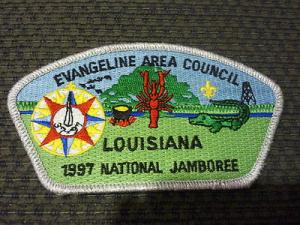 EVANGELINE AREA COUNCIL
LOUISIANA
1997 NATIONAL JAMBOREE